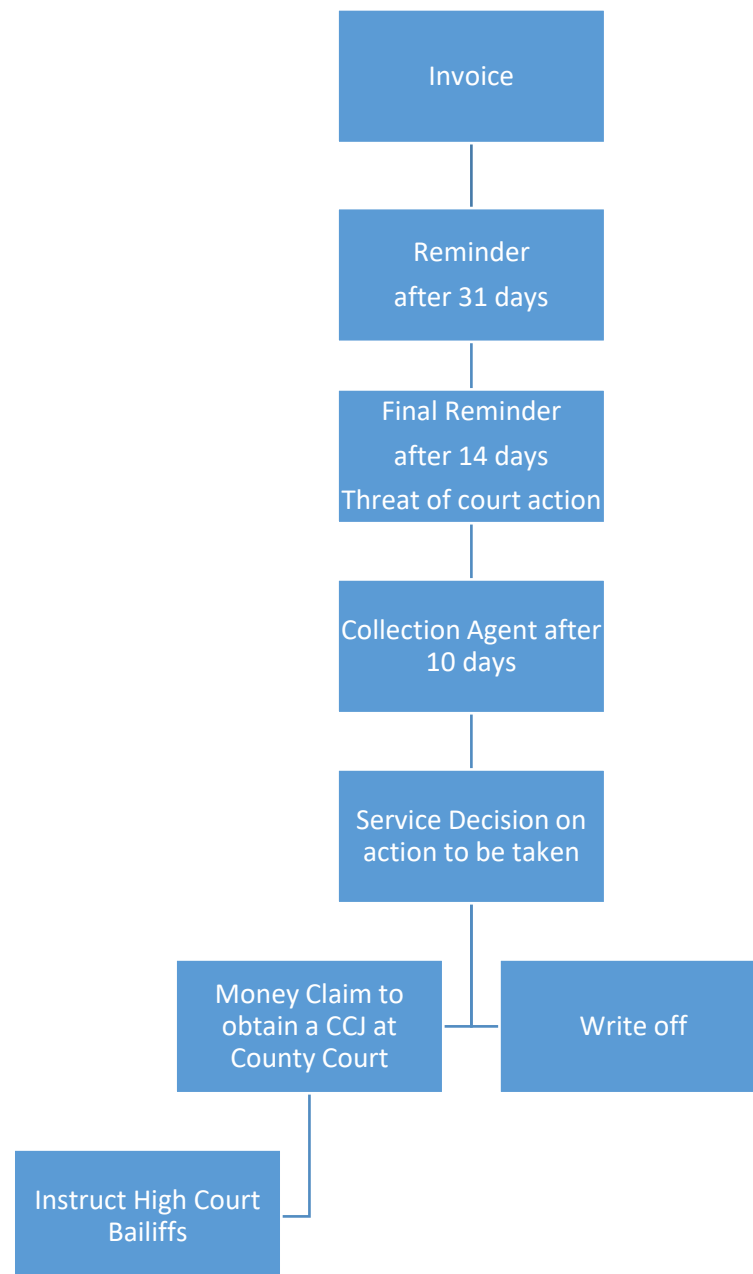 Invoice
Reminder
after 31 days
Final Reminder
after 14 days
Threat of court action
Collection Agent after
10 days
Service Decision on
action to be taken
Money Claim to
obtain a CCJ at
County Court
Write off
Instruct High Court
Bailiffs